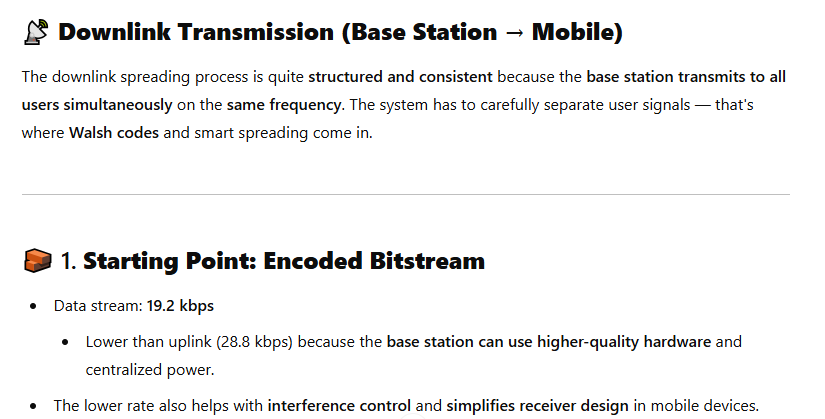 Downlink Transmission (Base Station → Mobile)
The downlink spreading process is quite structured and consistent because the base station transmits to all
users simultaneously on the same frequency. The system has to carefully separate user signals — that's
where Walsh codes and smart spreading come in.
1. Starting Point: Encoded Bitstream
• Data stream: 19.2 kbps
• Lower than uplink (28.8 kbps) because the base station can use higher-quality hardware and
centralized power.
• The lower rate also helps with interference control and simplifies receiver design in mobile devices.